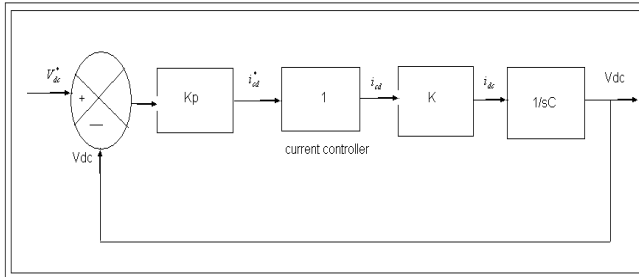 V*dc
+
—
Vdc
Kp
i*cd
1
current controller
icd
K
idc
1/sC
Vdc